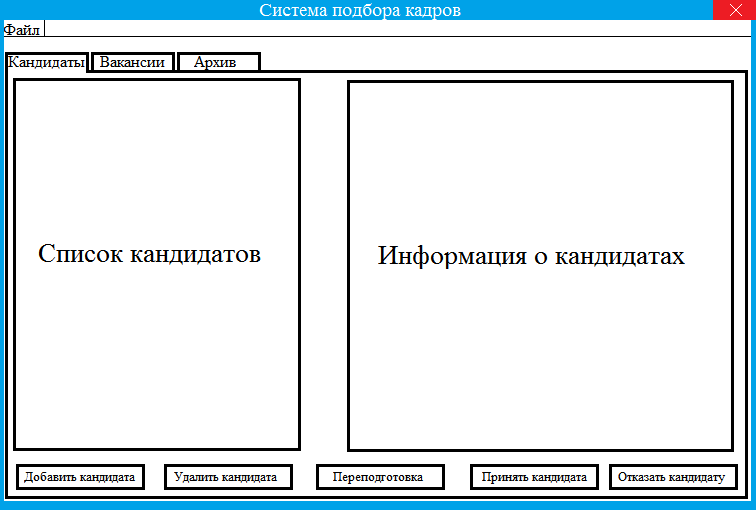 Система подбора кадров
Файл
Кандидаты Вакансии Архив
Список кандидатов
Информация о кандидатах
Добавить кандидата Удалить кандидата Переподготовка Принять кандидата Отказать кандидату